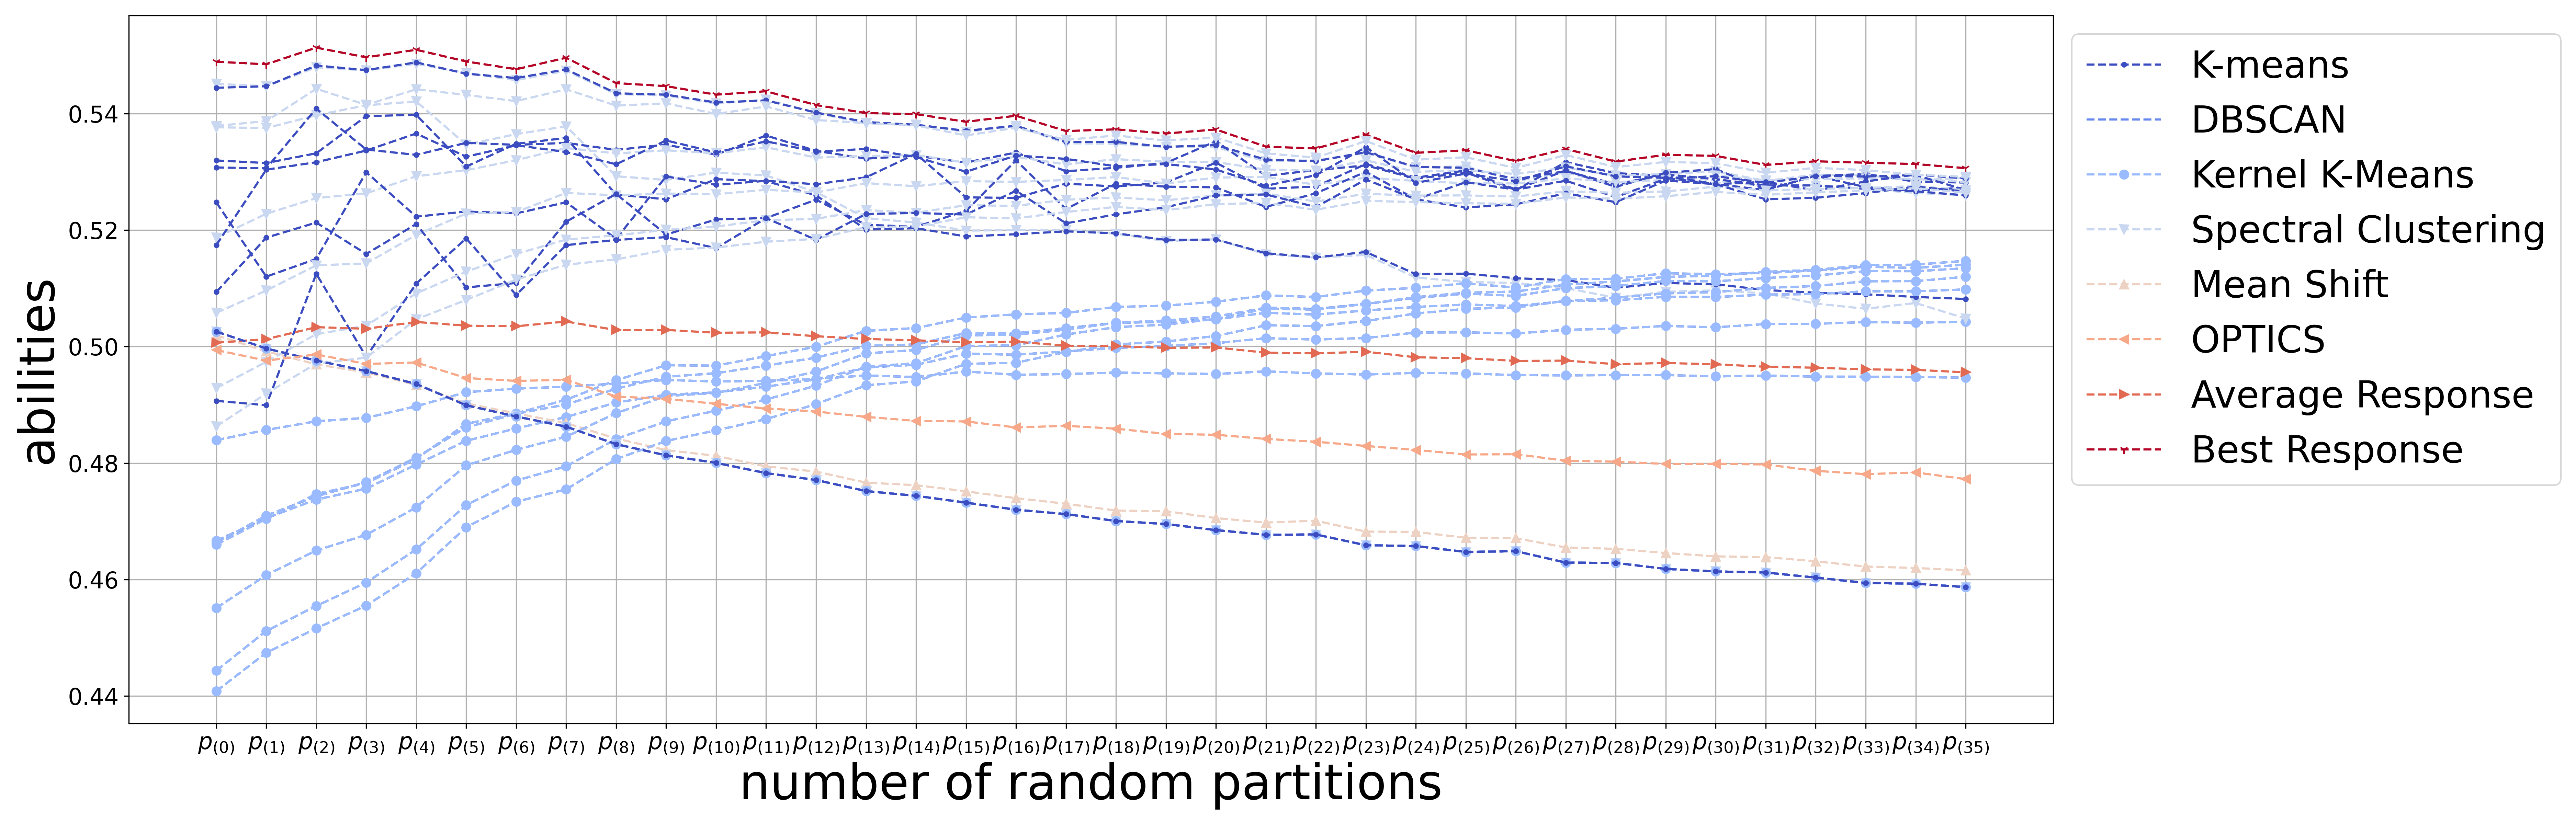 abilities
0.54
0.52
0.50
0.48
0.46
0.44
p(0) p(1) p(2) p(3) p(4) p(5) p(6) p(7) p(8) p(9) p(10) p(11) p(12) p(13) p(14) p(15) p(16) p(17) p(18) p(19) p(20) p(21) p(22) p(23) p(24) p(25) p(26) p(27) p(28) p(29) p(30) p(31) p(32) p(33) p(34) p(35)
number of random partitions
K-means
DBSCAN
Kernel K-Means
Spectral Clustering
Mean Shift
OPTICS
Average Response
Best Response